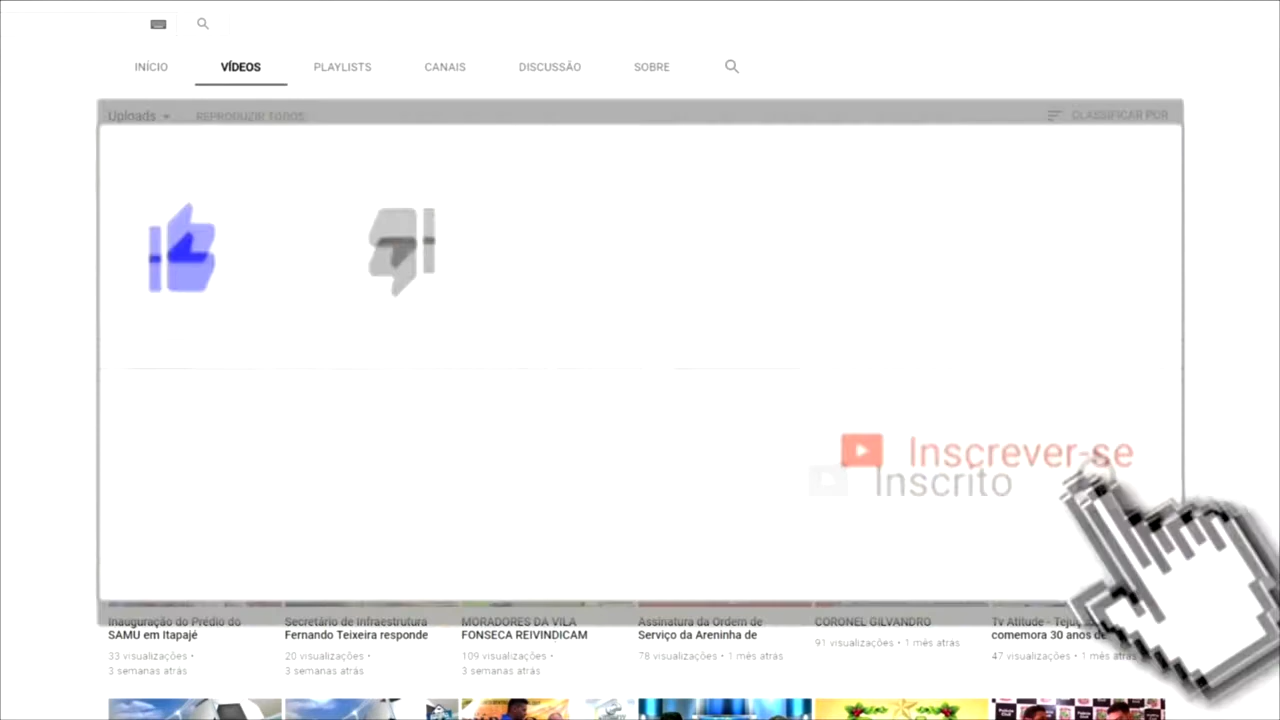 INÍCIO VÍDEOS PLAYLISTS CANAIS DISCUSSÃO SOBRE
Uploads REPRODUZIR TODOS CLASSIFICAR POR
Inscrever-se
Inscrito
Inauguração do Prédio do
SAMU em Itapajé
33 visualizações •
3 semanas atrás
Secretário de Infraestrutura
Fernando Teixeira responde
20 visualizações •
3 semanas atrás
MORADORES DA VILA
FONSECA REIVINDICAM
109 visualizações •
3 semanas atrás
Assinatura da Ordem de
Serviço da Areninha de
78 visualizações • 1 mês atrás
CORONEL GILVANDRO
91 visualizações • 1 mês atrás
Tv Atitude -
comemora 30 anos de
47 visualizações • 1 mês atrás